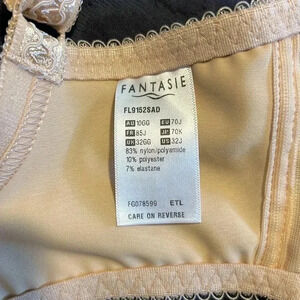 FANTASIE
FL9152SAD
AU 10GG EU 70J
FR 85J JP 70K
UK 32GG US 32J
83% nylon/polyamide
10% polyester
7% elastane
FG078599 ETL
CARE ON REVERSE